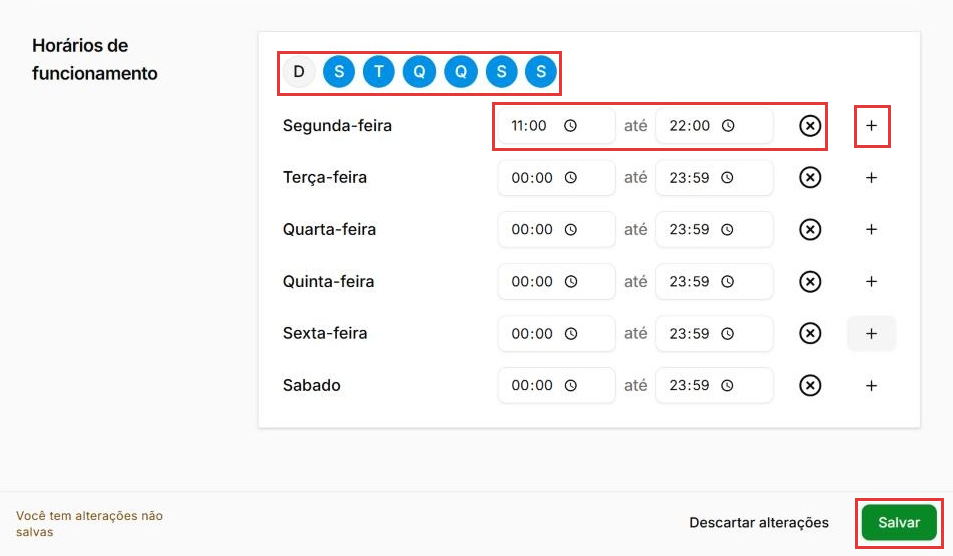 Horários de
funcionamento
D S T Q Q S S
Segunda-feira 11:00 até 22:00 +
Terça-feira 00:00 até 23:59 +
Quarta-feira 00:00 até 23:59 +
Quinta-feira 00:00 até 23:59 +
Sexta-feira 00:00 até 23:59 +
Sabado 00:00 até 23:59 +
Você tem alterações não
salvas
Descartar alterações Salvar